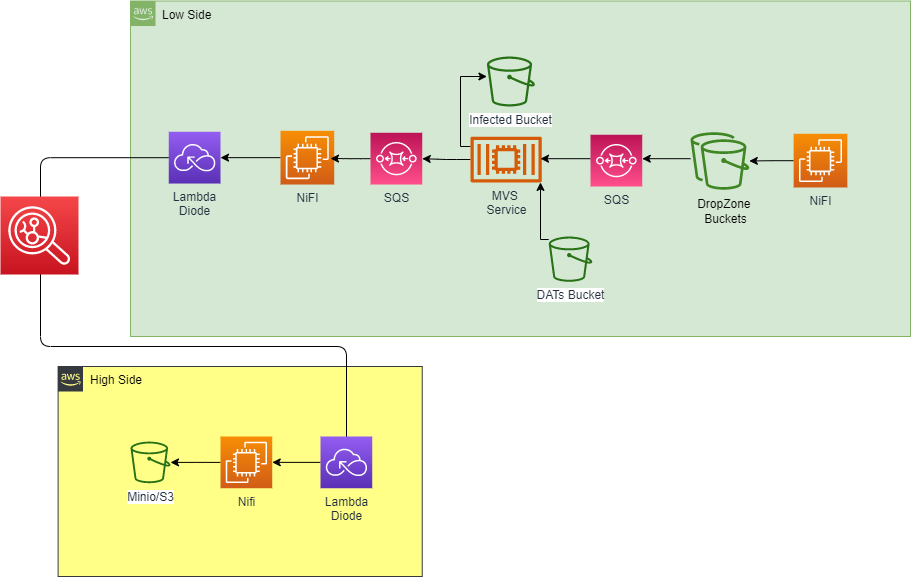 aws
Low Side
Infected Bucket
Lambda
Diode
NiFI
SQS
MVS
Service
SQS
DropZone
Buckets
NiFI
DATs Bucket
aws
High Side
Minio/S3
Nifi
Lambda
Diode